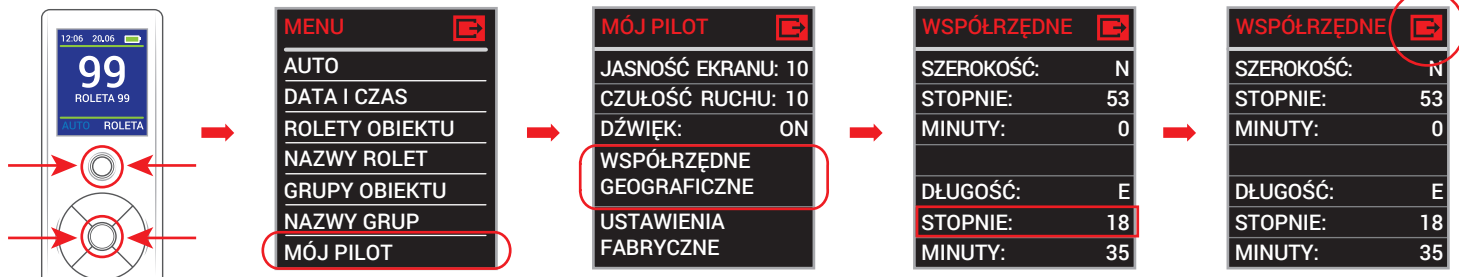 12:06 20.06
99
ROLETA 99
AUTO ROLETA
MENU
AUTO
DATA I CZAS
ROLETY OBIEKTU
NAZWY ROLET
GRUPY OBIEKTU
NAZWY GRUP
MÓJ PILOT
MÓJ PILOT
JASNOŚĆ EKRANU: 10
CZUŁOŚĆ RUCHU: 10
DŹWIĘK: ON
WSPÓŁRZĘDNE
GEOGRAFICZNE
USTAWIENIA
FABRYCZNE
WSPÓŁRZĘDNE
SZEROKOŚĆ: N
STOPNIE: 53
MINUTY: 0
DŁUGOŚĆ: E
STOPNIE: 18
MINUTY: 35
WSPÓŁRZĘDNE
SZEROKOŚĆ: N
STOPNIE: 53
MINUTY: 0
DŁUGOŚĆ: E
STOPNIE: 18
MINUTY: 35